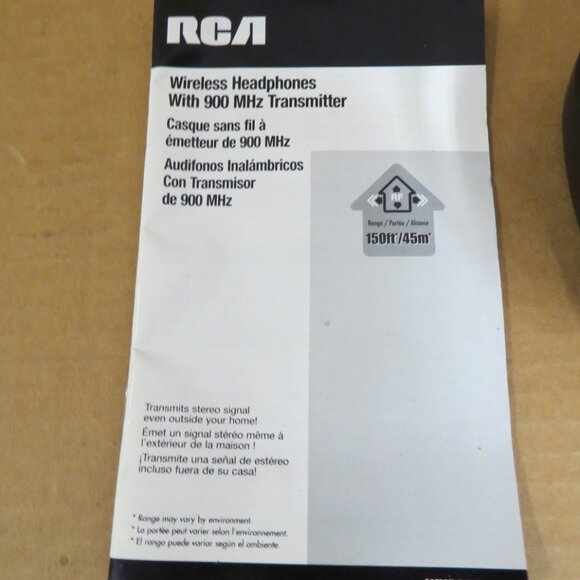 RCA
Wireless Headphones
With 900 MHz Transmitter
Casque sans fil à
émetteur de 900 MHz
Audifonos Inalámbricos
Con Transmisor
de 900 MHz
RF
Range / Portée / Alcance
150ft*/45m*
Transmits stereo signal
even outside your home!
Émet un signal stéréo même à
l'extérieur de la maison !
¡Transmite una señal de estéreo
incluso fuera de su casa!
* Range may vary by environment.
* La portée peut varier selon l'environnement.
* El rango puede variar según el ambiente.